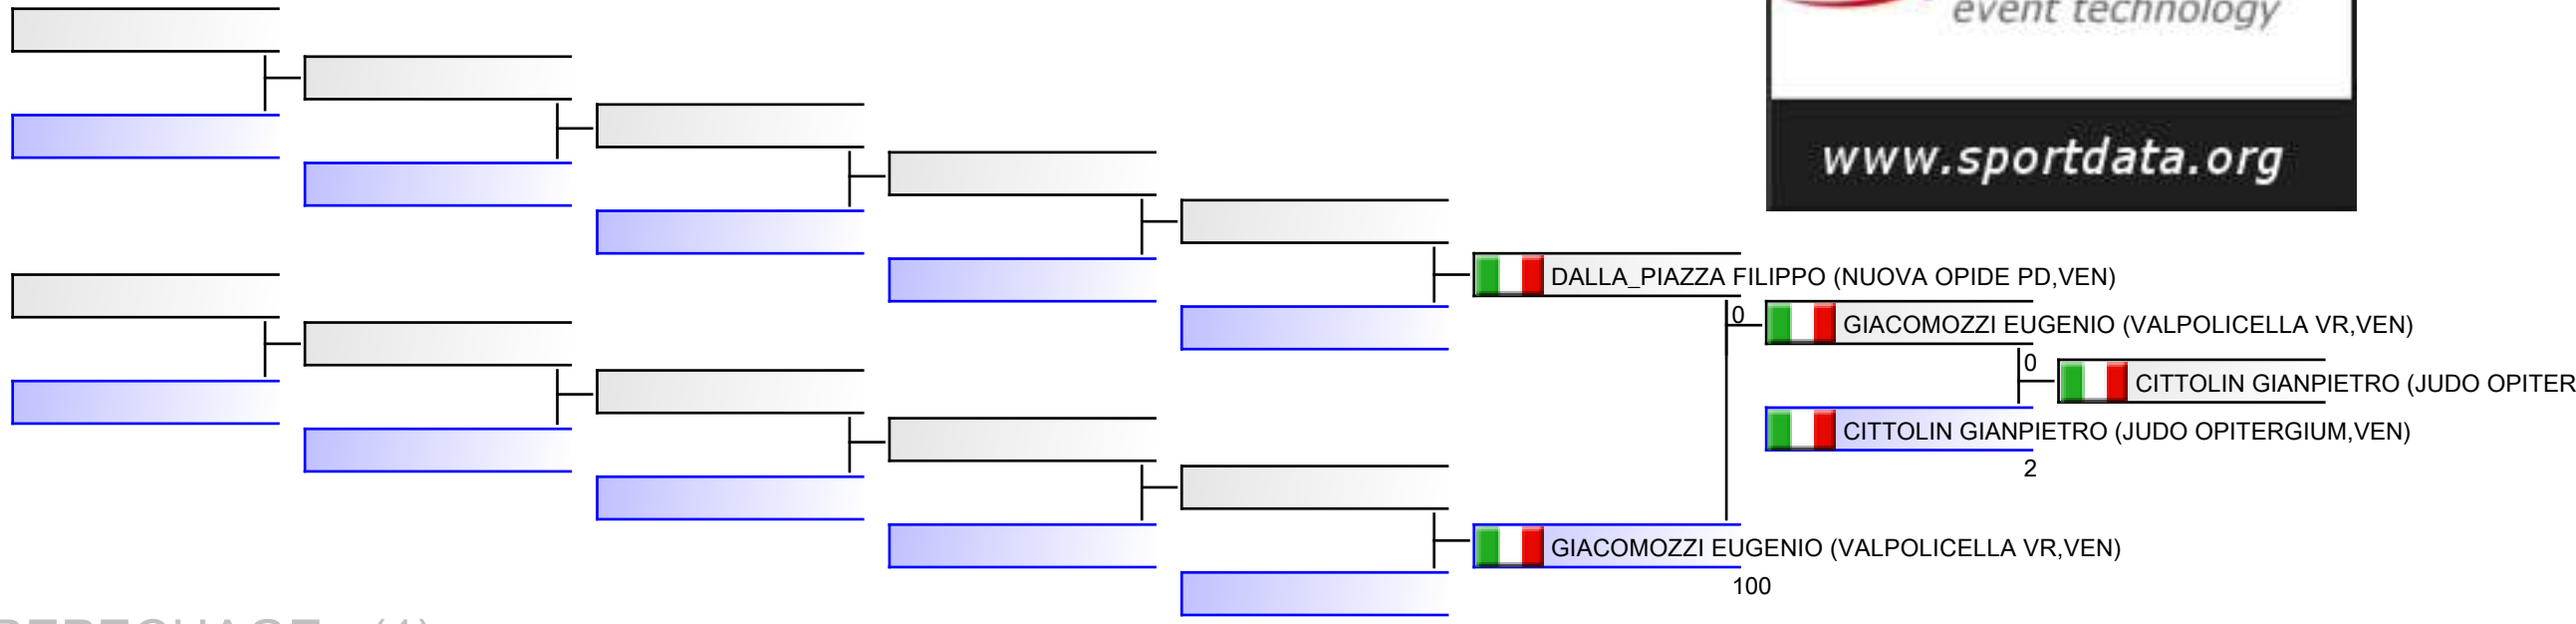 event technology
www.sportdata.org
DALLA_PIAZZA FILIPPO (NUOVA OPIDE PD,VEN)
0
GIACOMOZZI EUGENIO (VALPOLICELLA VR,VEN)
0
CITTOLIN GIANPIETRO (JUDO OPITER
CITTOLIN GIANPIETRO (JUDO OPITERGIUM,VEN)
2
GIACOMOZZI EUGENIO (VALPOLICELLA VR,VEN)
100